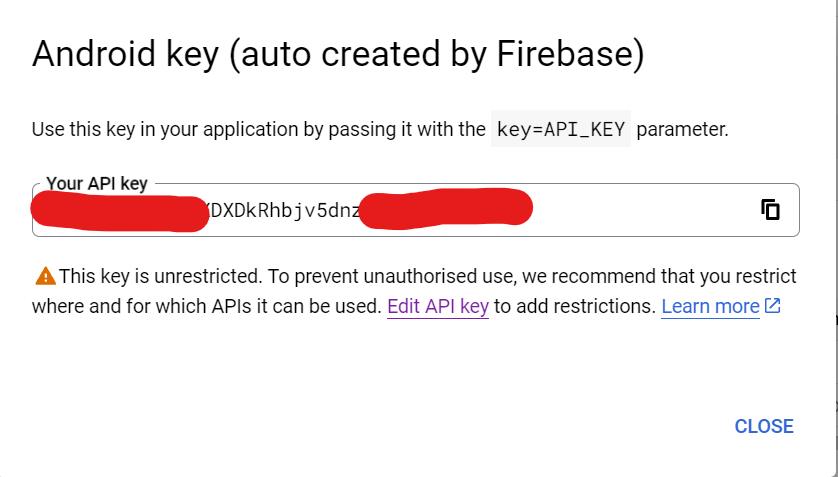 Android key (auto created by Firebase)
Use this key in your application by passing it with the key=API_KEY parameter.
Your API key
DXDkRhbjv5dnz
This key is unrestricted. To prevent unauthorised use, we recommend that you restrict
where and for which APIs it can be used. Edit API key to add restrictions. Learn more
CLOSE